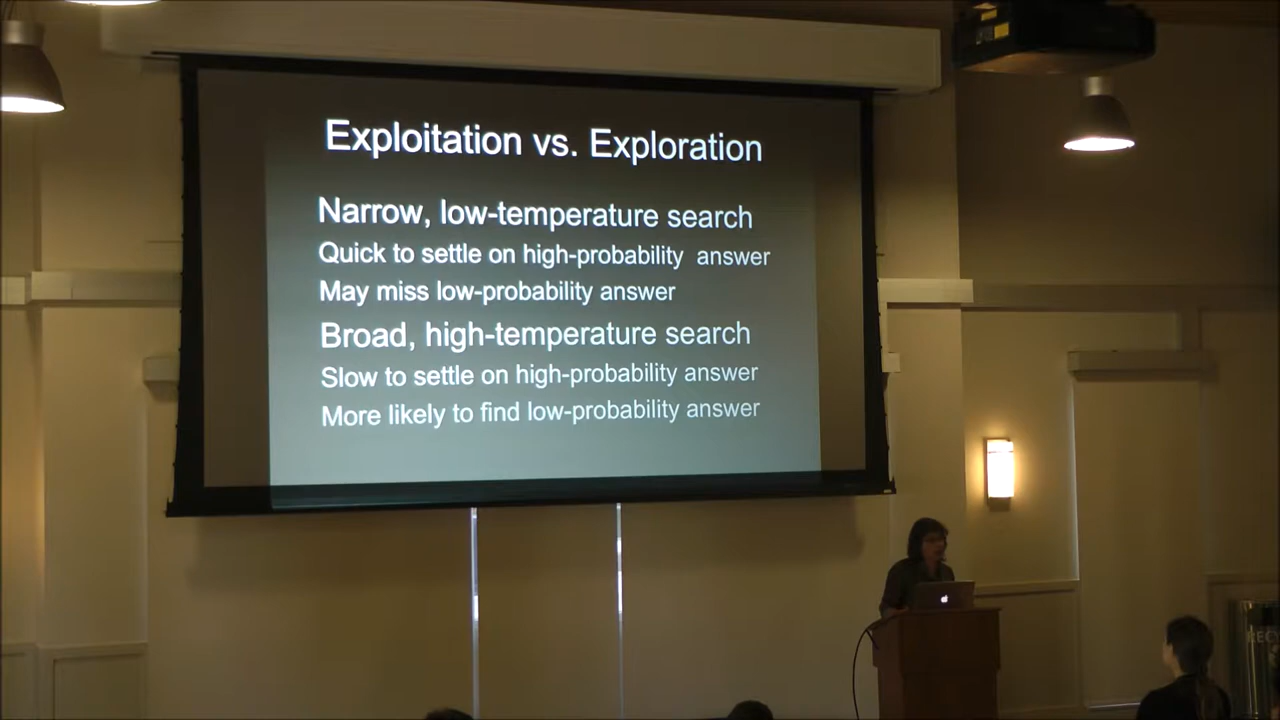 Exploitation vs. Exploration
Narrow, low-temperature search
Quick to settle on high-probability answer
May miss low-probability answer
Broad, high-temperature search
Slow to settle on high-probability answer
More likely to find low-probability answer